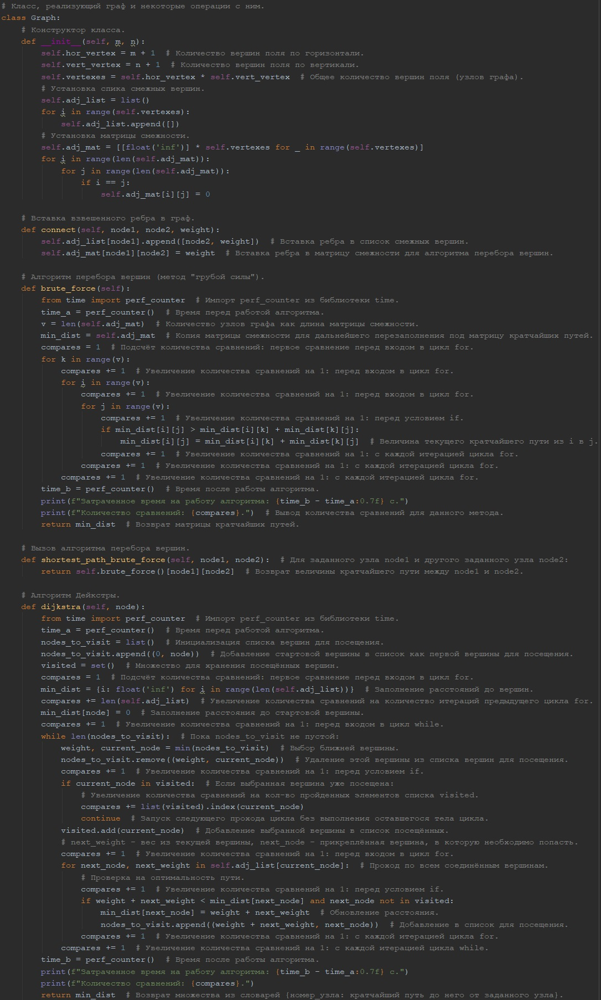 # Класс, реализующий граф и некоторые операции с ним.
class Graph:
    # Конструктор класса.
    def __init__(self, m, n):
        self.hor_vertex = m + 1  # Количество вершин поля по горизонтали.
        self.vert_vertex = n + 1  # Количество вершин поля по вертикали.
        self.vertexes = self.hor_vertex * self.vert_vertex  # Общее количество вершин поля (узлов графа).
        # Установка спика смежных вершин.
        self.adj_list = list()
        for i in range(self.vertexes):
            self.adj_list.append([])
        # Установка матрицы смежности.
        self.adj_mat = [[float('inf')] * self.vertexes for _ in range(self.vertexes)]
        for i in range(len(self.adj_mat)):
            for j in range(len(self.adj_mat)):
                if i == j:
                    self.adj_mat[i][j] = 0

    # Вставка взвешенного ребра в граф.
    def connect(self, node1, node2, weight):
        self.adj_list[node1].append([node2, weight])  # Вставка ребра в список смежных вершин.
        self.adj_mat[node1][node2] = weight  # Вставка ребра в матрицу смежности для алгоритма перебора вершин.

    # Алгоритм перебора вершин (метод "грубой силы").
    def brute_force(self):
        from time import perf_counter  # Импорт perf_counter из библиотеки time.
        time_a = perf_counter()  # Время перед работой алгоритма.
        v = len(self.adj_mat)  # Количество узлов графа как длина матрицы смежности.
        min_dist = self.adj_mat  # Копия матрицы смежности для дальнейшего перезаполнения под матрицу кратчайших путей.
        compares = 1  # Подсчёт количества сравнений: первое сравнение перед входом в цикл for.
        for k in range(v):
            compares += 1  # Увеличение количества сравнений на 1: перед входом в цикл for.
            for i in range(v):
                compares += 1  # Увеличение количества сравнений на 1: перед входом в цикл for.
                for j in range(v):
                    compares += 1  # Увеличение количества сравнений на 1: перед условием if.
                    if min_dist[i][j] > min_dist[i][k] + min_dist[k][j]:
                        min_dist[i][j] = min_dist[i][k] + min_dist[k][j]  # Величина текущего кратчайшего пути из i в j.
                    compares += 1  # Увеличение количества сравнений на 1: с каждой итерацией цикла for.
                compares += 1  # Увеличение количества сравнений на 1: с каждой итерацией цикла for.
            compares += 1  # Увеличение количества сравнений на 1: с каждой итерацией цикла for.
        time_b = perf_counter()  # Время после работы алгоритма.
        print(f"Затраченное время на работу алгоритма: {time_b - time_a:0.7f} с.")
        print(f"Количество сравнений: {compares}.")  # Вывод количества сравнений для данного метода.
        return min_dist  # Возврат матрицы кратчайших путей.

    # Вызов алгоритма перебора вершин.
    def shortest_path_brute_force(self, node1, node2):  # Для заданного узла node1 и другого заданного узла node2:
        return self.brute_force()[node1][node2]  # Возврат величины кратчайшего пути между node1 и node2.

    # Алгоритм Дейкстры.
    def dijkstra(self, node):
        from time import perf_counter  # Импорт perf_counter из библиотеки time.
        time_a = perf_counter()  # Время перед работой алгоритма.
        nodes_to_visit = list()  # Инициализация списка вершин для посещения.
        nodes_to_visit.append((0, node))  # Добавление стартовой вершины в список как первой вершины для посещения.
        visited = set()  # Множество для хранения посещённых вершин.
        compares = 1  # Подсчёт количества сравнений: первое сравнение перед входом в цикл for.
        min_dist = {i: float('inf') for i in range(len(self.adj_list))}  # Заполнение расстояний до вершин.
        compares += len(self.adj_list)  # Увеличение количества сравнений на количество итераций предыдущего цикла for.
        min_dist[node] = 0  # Заполнение расстояния до стартовой вершины.
        compares += 1  # Увеличение количества сравнений на 1: перед входом в цикл while.
        while len(nodes_to_visit):  # Пока nodes_to_visit не пустой:
            weight, current_node = min(nodes_to_visit)  # Выбор ближней вершины.
            nodes_to_visit.remove((weight, current_node))  # Удаление этой вершины из списка вершин для посещения.
            compares += 1  # Увеличение количества сравнений на 1: перед условием if.
            if current_node in visited:  # Если выбранная вершина уже посещена:
                # Увеличение количества сравнений на кол-во пройденных элементов списка visited.
                compares += list(visited).index(current_node)
                continue  # Запуск следующего прохода цикла без выполнения оставшегося тела цикла.
            visited.add(current_node)  # Добавление выбранной вершины в список посещённых.
            # next_weight - вес из текущей вершины, next_node - прикреплённая вершина, в которую необходимо попасть.
            compares += 1  # Увеличение количества сравнений на 1: перед входом в цикл for.
            for next_node, next_weight in self.adj_list[current_node]:  # Проход по всем соединённым вершинам.
                # Проверка на оптимальность пути.
                compares += 1  # Увеличение количества сравнений на 1: перед условием if.
                if weight + next_weight < min_dist[next_node] and next_node not in visited:
                    min_dist[next_node] = weight + next_weight  # Обновление расстояния.
                    nodes_to_visit.append((weight + next_weight, next_node))  # Добавление в список для посещения.
                compares += 1  # Увеличение количества сравнений на 1: с каждой итерацией цикла for.
            compares += 1  # Увеличение количества сравнений на 1: с каждой итерацией цикла while.
        time_b = perf_counter()  # Время после работы алгоритма.
        print(f"Затраченное время на работу алгоритма: {time_b - time_a:0.7f} с.")
        print(f"Количество сравнений: {compares}.")
        return min_dist  # Возврат множества из словарей {номер_узла: кратчайший путь до него от заданного узла}.